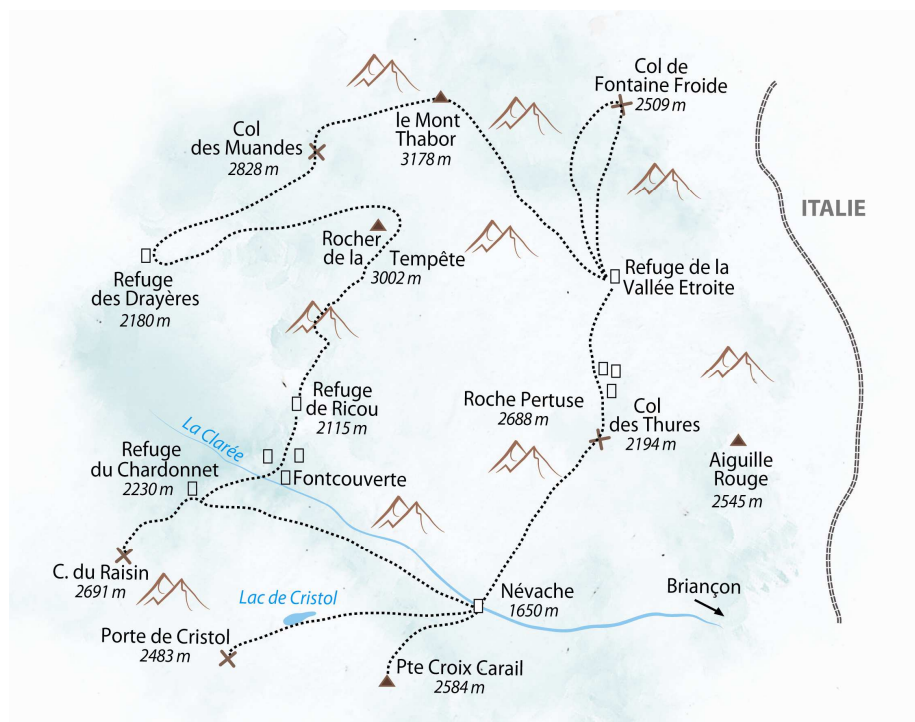 Col de
Fontaine Froide
2509 m
le Mont
Thabor
3178 m
Col
des Muandes
2828 m
ITALIE
Rocher
de la
Tempête
3002 m
Refuge
des Drayères
2180 m
Refuge de la
Vallée Etroite
Refuge
de Ricou
2115 m
Roche Pertuse
2688 m
Col
des Thures
2194 m
Aiguille
Rouge
2545 m
La Clarée
Refuge
du Chardonnet
2230 m
Fontcouverte
C. du Raisin
2691 m
Lac de Cristol
Névache
1650 m
Briançon
Porte de Cristol
2483 m
Pte Croix Carail
2584 m